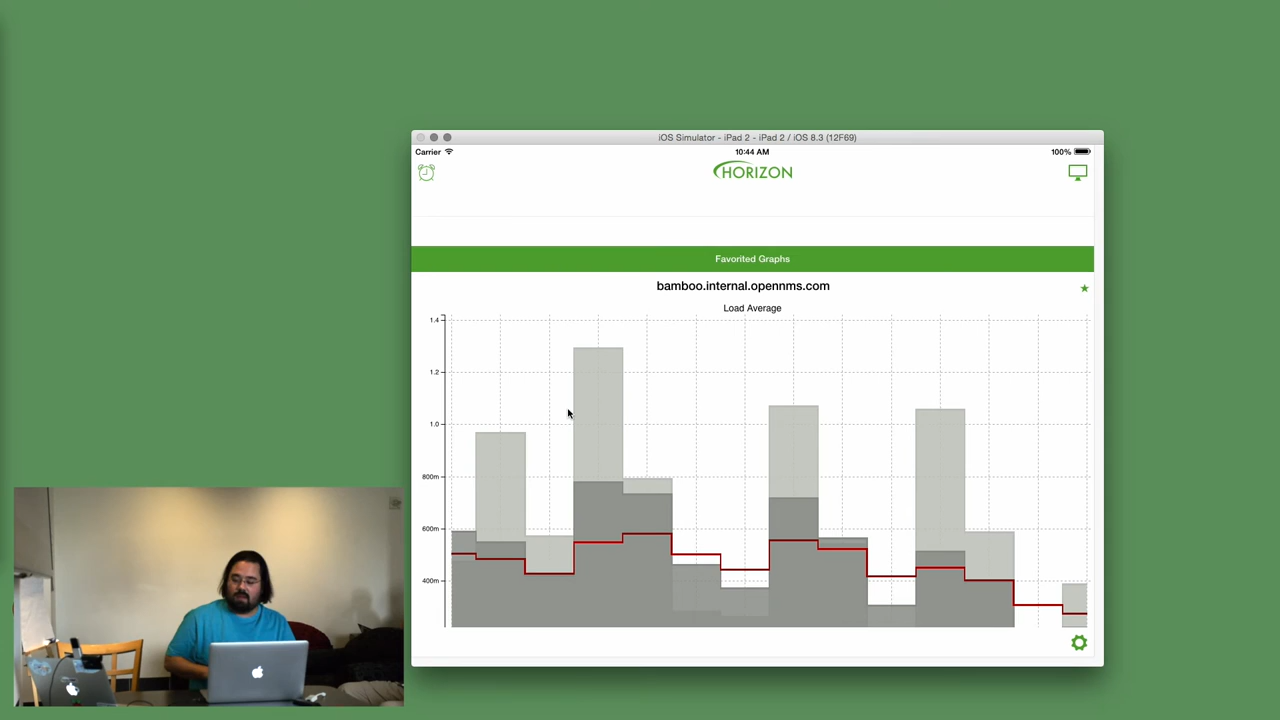 iOS Simulator - iPad 2 - iPad 2 / iOS 8.3 (12F69)
Carrier 10:44 AM 100%
HORIZON
Favorited Graphs
bamboo.internal.opennms.com
Load Average
1.4
1.2
1.0
800m
600m
400m